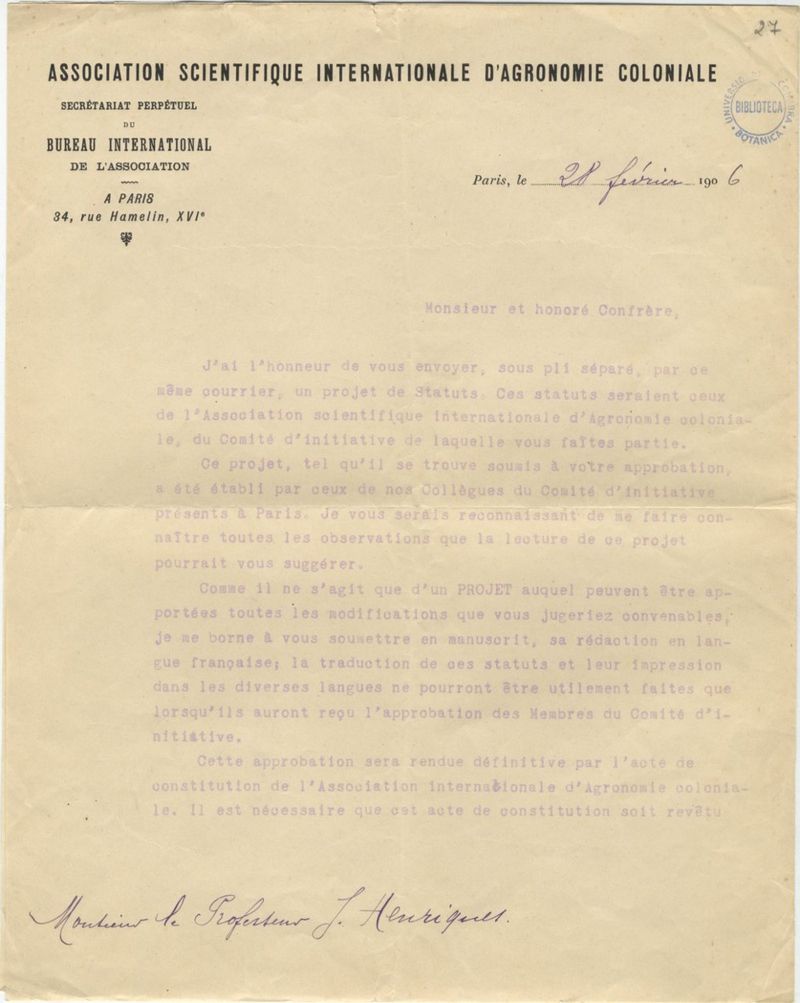 27
ASSOCIATION SCIENTIFIQUE INTERNATIONALE D'AGRONOMIE COLONIALE
SECRÉTARIAT PERPÉTUEL
DU
BUREAU INTERNATIONAL
DE L'ASSOCIATION
A PARIS
34, rue Hamelin, XVIe
BIBLIOTECA
BOTANICA
Paris, le 28 février 1906
Monsieur et honoré Confrère,
J'ai l'honneur de vous envoyer, sous pli séparé, par ce
même courrier, un projet de Statuts. Ces statuts seraient ceux
de l'Association scientifique internationale d'Agronomie colonia-
le, du Comité d'initiative de laquelle vous faîtes partie.
Ce projet, tel qu'il se trouve soumis à votre approbation,
a été établi par ceux de nos Collègues du Comité d'initiative
présents à Paris. Je vous serais reconnaissant de me faire con-
naître toutes les observations que la lecture de ce projet
pourrait vous suggérer.
Comme il ne s'agit que d'un PROJET auquel peuvent être ap-
portées toutes les modifications que vous jugeriez convenables,
je me borne à vous soumettre en manuscrit, sa rédaction en lan-
gue française; la traduction de ces statuts et leur impression
dans les diverses langues ne pourront être utilement faites que
lorsqu'ils auront reçu l'approbation des Membres du Comité d'i-
nitiative.
Cette approbation sera rendue définitive par l'acte de
constitution de l'Association internationale d'Agronomie colonia-
le. Il est nécessaire que cet acte de constitution soit revêtu
Monsieur le Professeur J. Henriques.